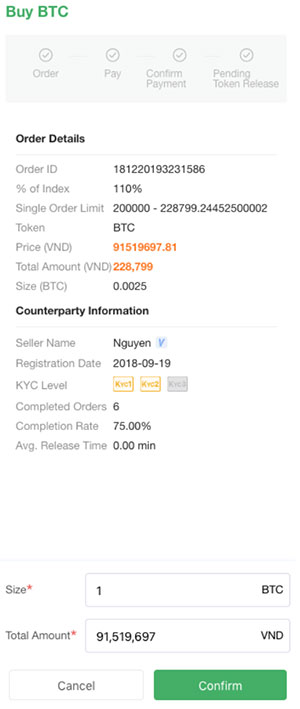 Buy BTC
Order Pay Confirm Payment Pending Token Release
Order Details
Order ID 181220193231586
% of Index 110%
Single Order Limit 200000 - 228799.24452500002
Token BTC
Price (VND) 91519697.81
Total Amount (VND) 228,799
Size (BTC) 0.0025
Counterparty Information
Seller Name Nguyen V
Registration Date 2018-09-19
KYC Level KYC1 KYC2 KYC3
Completed Orders 6
Completion Rate 75.00%
Avg. Release Time 0.00 min
Size* 1 BTC
Total Amount* 91,519,697 VND
Cancel Confirm